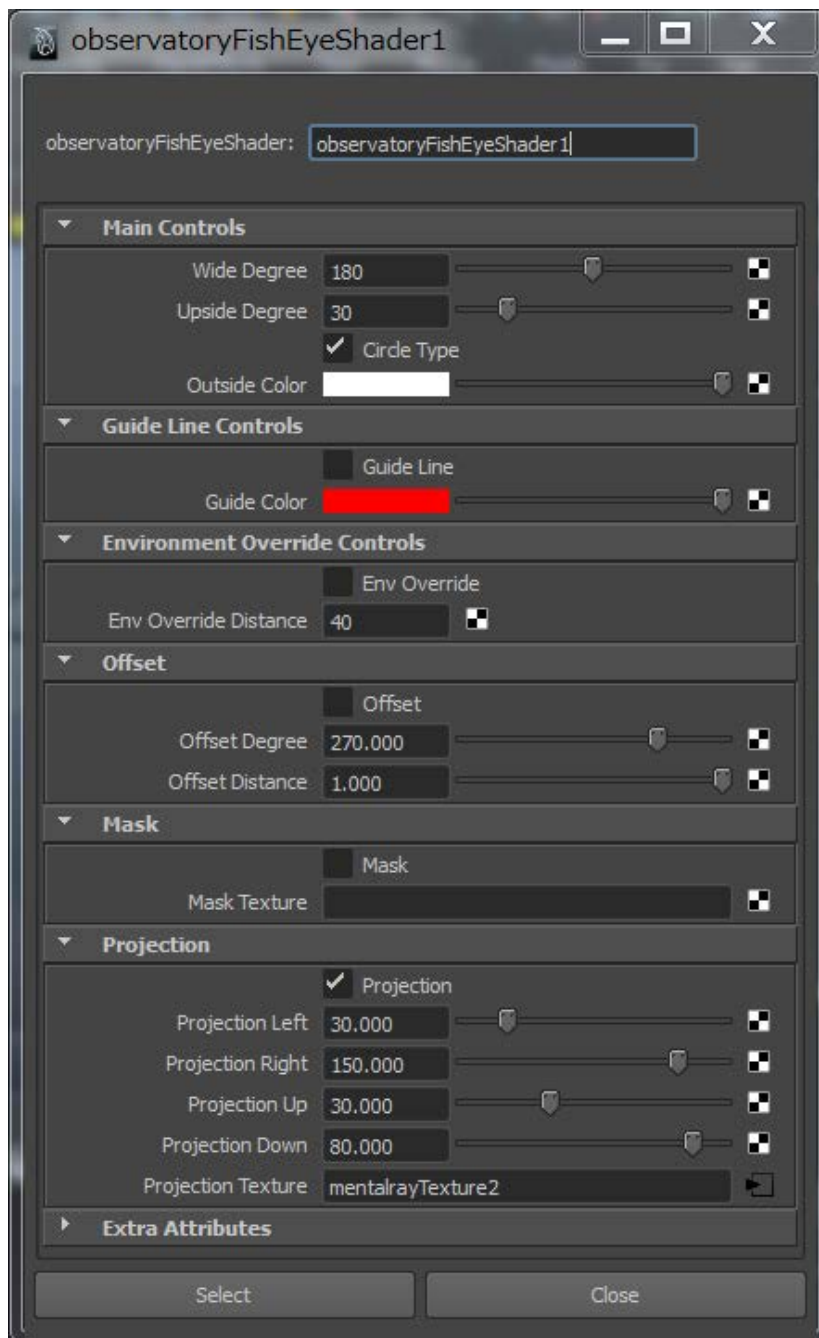 observatoryFishEyeShader1
observatoryFishEyeShader: observatoryFishEyeShader1
Main Controls
Wide Degree 180
Upside Degree 30
Circle Type
Outside Color
Guide Line Controls
Guide Line
Guide Color
Environment Override Controls
Env Override
Env Override Distance 40
Offset
Offset
Offset Degree 270.000
Offset Distance 1.000
Mask
Mask
Mask Texture
Projection
Projection
Projection Left 30.000
Projection Right 150.000
Projection Up 30.000
Projection Down 80.000
Projection Texture mentalrayTexture2
Extra Attributes
Select Close